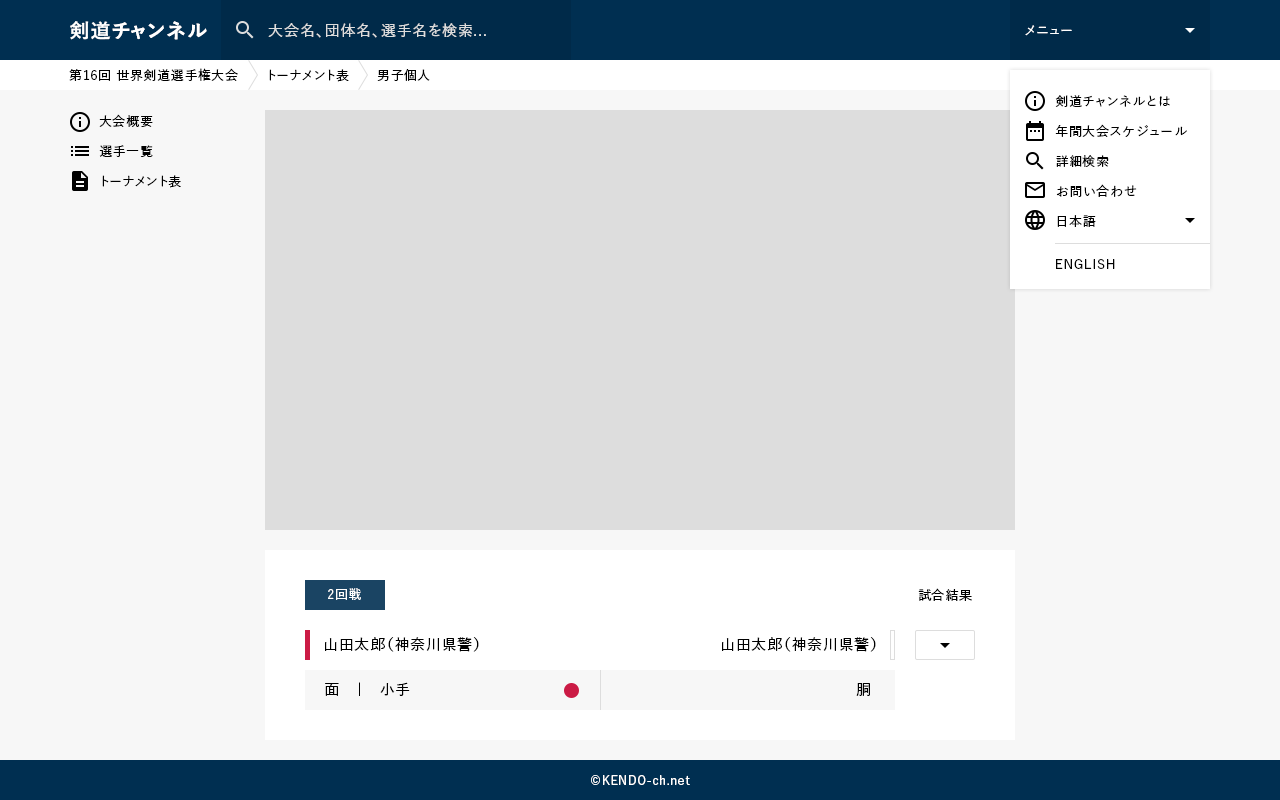 剣道チャンネル
大会名、団体名、選手名を検索...
メニュー
第16回 世界剣道選手権大会
トーナメント表
男子個人
剣道チャンネルとは
年間大会スケジュール
詳細検索
お問い合わせ
日本語
ENGLISH
大会概要
選手一覧
トーナメント表
2回戦
試合結果
山田太郎（神奈川県警）
山田太郎（神奈川県警）
面 | 小手
胴
©KENDO-ch.net